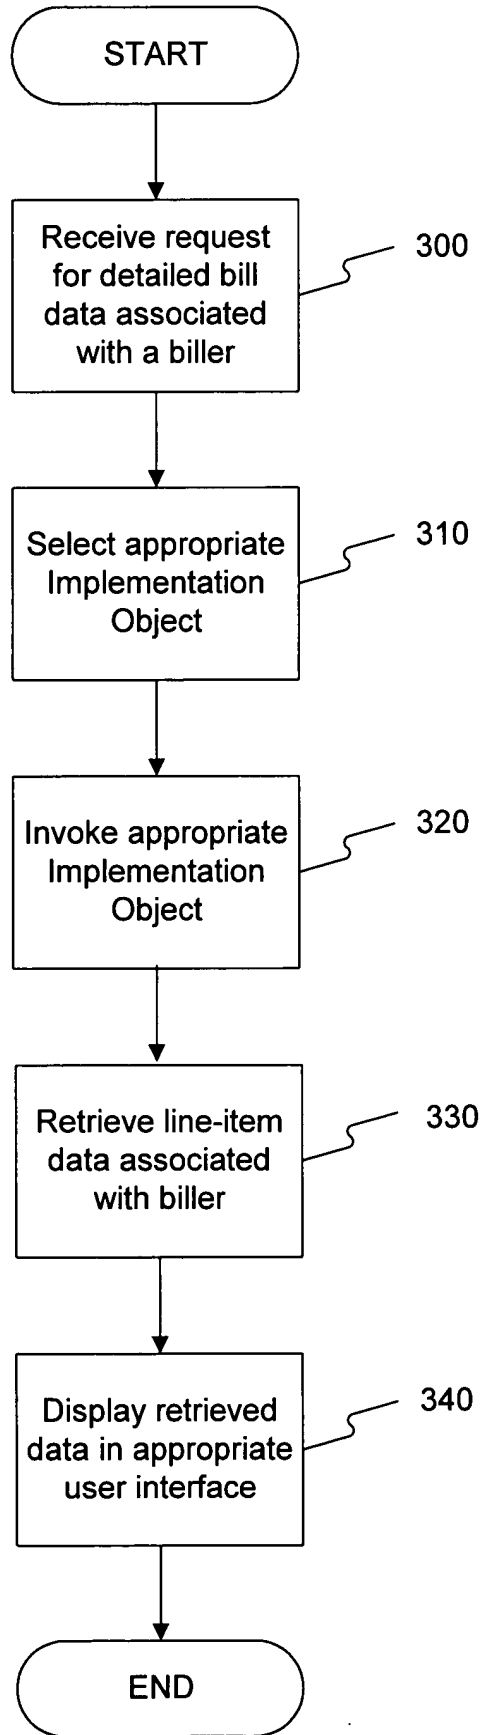 START
Receive request
for detailed bill
data associated
with a biller
300
Select appropriate
Implementation
Object
310
Invoke appropriate
Implementation
Object
320
Retrieve line-item
data associated
with biller
330
Display retrieved
data in appropriate
user interface
340
END